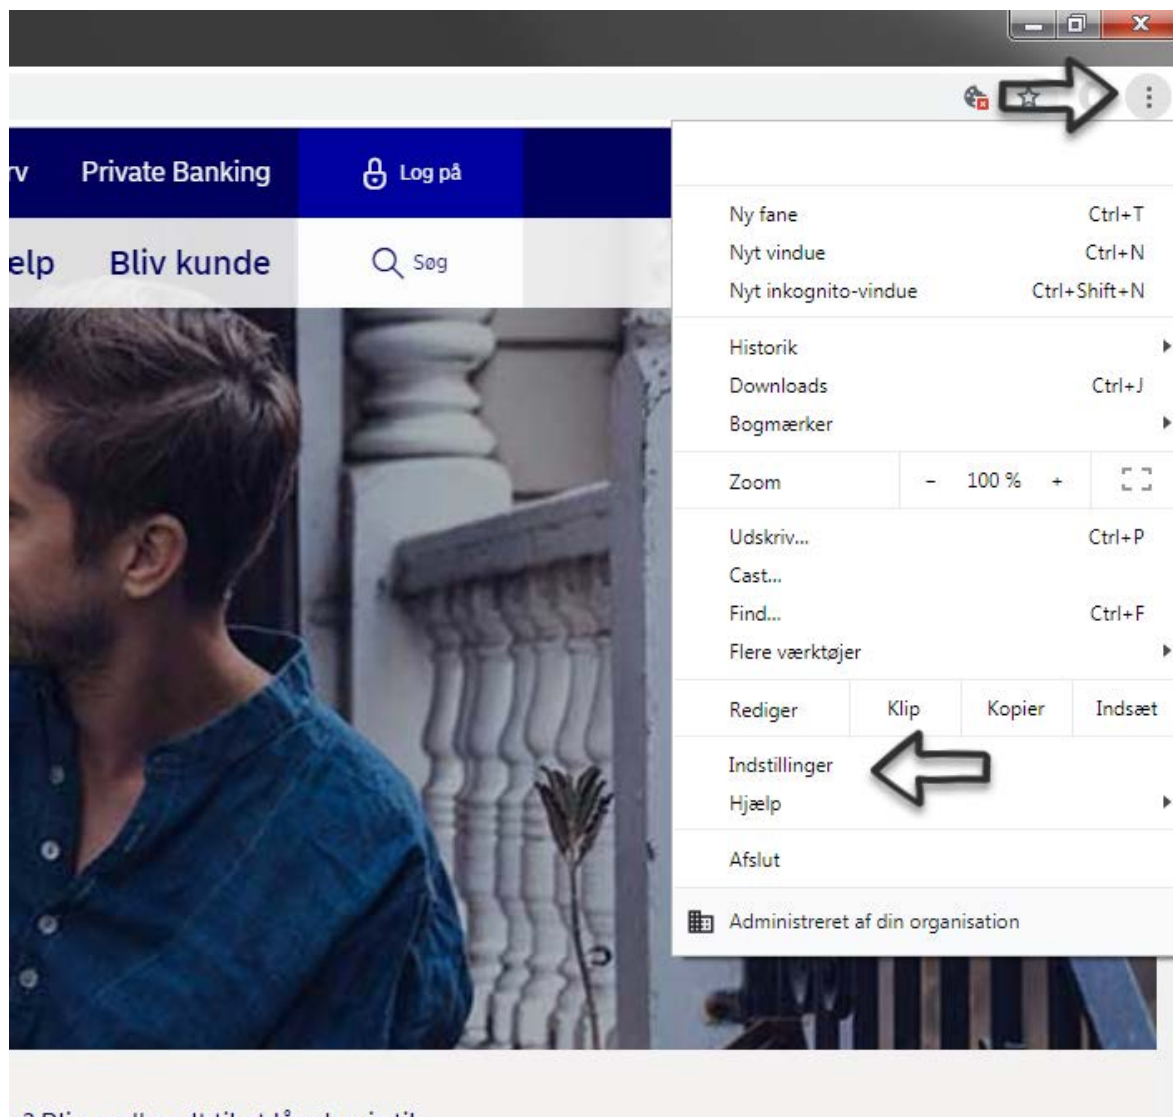 rv Private Banking Log på
elp Bliv kunde Søg
Ny fane Ctrl+T
Nyt vindue Ctrl+N
Nyt inkognito-vindue Ctrl+Shift+N
Historik
Downloads Ctrl+J
Bogmærker
Zoom - 100 % +
Udskriv... Ctrl+P
Cast...
Find... Ctrl+F
Flere værktøjer
Rediger Klip Kopier Indsæt
Indstillinger
Hjælp
Afslut
Administreret af din organisation